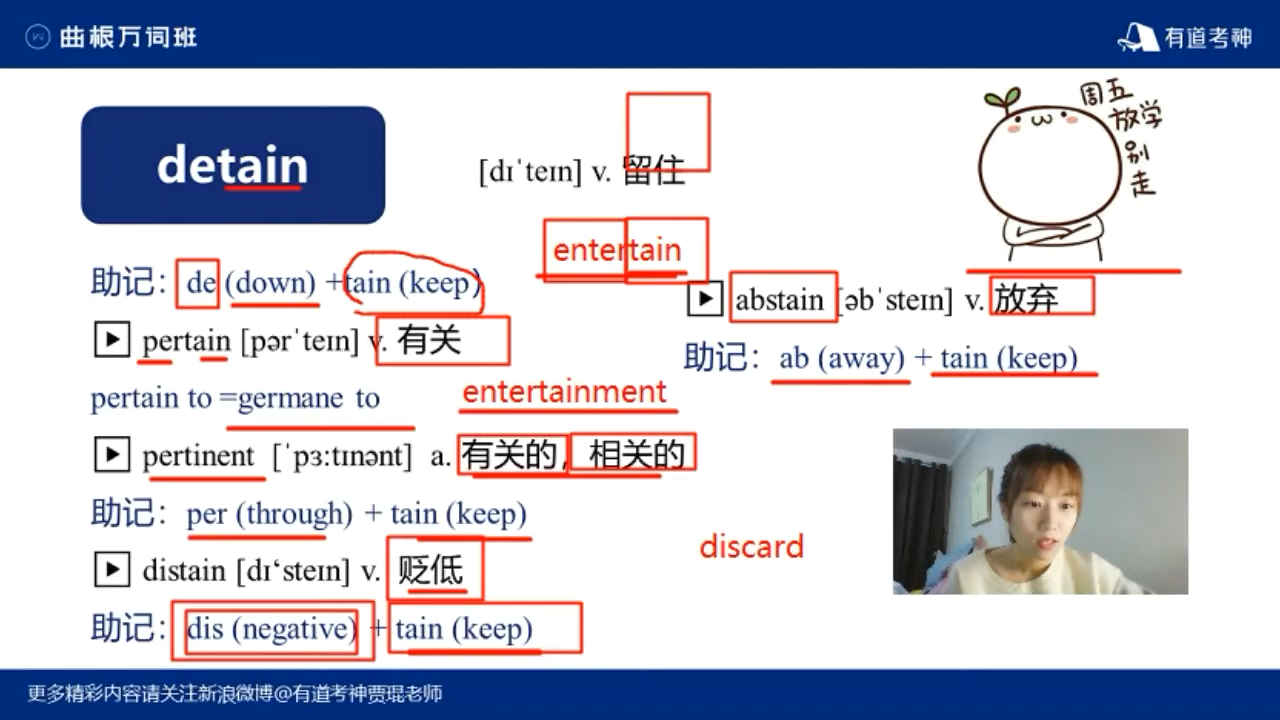 曲根万词班
有道考神
detain
[dɪˈteɪn] v. 留住
周五
放学
别
走
entertain
助记：de (down) +tain (keep)
pertain [pərˈteɪn] v. 有关
pertain to =germane to
entertainment
pertinent [ˈpɜ:tɪnənt] a. 有关的, 相关的
助记：per (through) + tain (keep)
distain [dɪ‘steɪn] v. 贬低
助记：dis (negative) + tain (keep)
abstain [əbˈsteɪn] v. 放弃
助记：ab (away) + tain (keep)
discard
更多精彩内容请关注新浪微博@有道考神贾琨老师